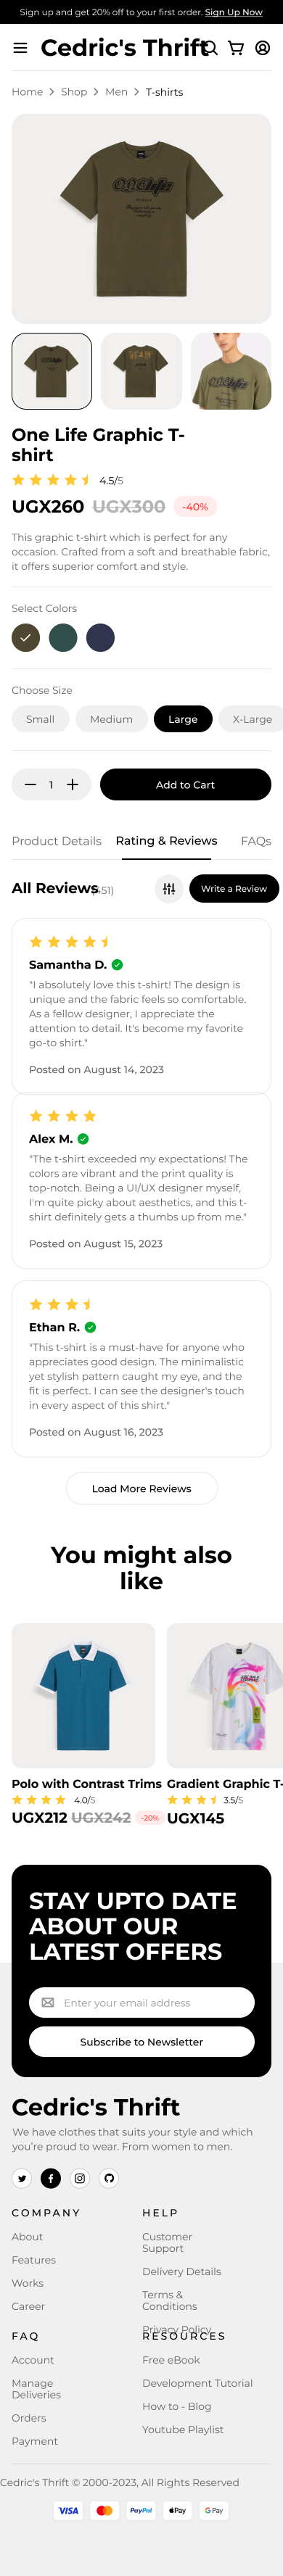 Sign up and get 20% off to your first order. Sign Up Now
Cedric's Thrift
Home > Shop > Men > T-shirts
One Life Graphic T-
shirt
4.5/5
UGX260 UGX300 -40%
This graphic t-shirt which is perfect for any
occasion. Crafted from a soft and breathable fabric,
it offers superior comfort and style.
Select Colors
Choose Size
Small Medium Large X-Large
1 Add to Cart
Product Details Rating & Reviews FAQs
All Reviews (451) Write a Review
Samantha D.
"I absolutely love this t-shirt! The design is
unique and the fabric feels so comfortable.
As a fellow designer, I appreciate the
attention to detail. It's become my favorite
go-to shirt."
Posted on August 14, 2023
Alex M.
"The t-shirt exceeded my expectations! The
colors are vibrant and the print quality is
top-notch. Being a UI/UX designer myself,
I'm quite picky about aesthetics, and this t-
shirt definitely gets a thumbs up from me."
Posted on August 15, 2023
Ethan R.
"This t-shirt is a must-have for anyone who
appreciates good design. The minimalistic
yet stylish pattern caught my eye, and the
fit is perfect. I can see the designer's touch
in every aspect of this shirt."
Posted on August 16, 2023
Load More Reviews
You might also
like
Polo with Contrast Trims
4.0/5
UGX212 UGX242 -20%
Gradient Graphic T-
3.5/5
UGX145
STAY UPTO DATE
ABOUT OUR
LATEST OFFERS
Enter your email address
Subscribe to Newsletter
Cedric's Thrift
We have clothes that suits your style and which
you're proud to wear. From women to men.
COMPANY
About
Features
Works
Career
HELP
Customer
Support
Delivery Details
Terms &
Conditions
Privacy Policy
FAQ
Account
Manage
Deliveries
Orders
Payment
RESOURCES
Free eBook
Development Tutorial
How to - Blog
Youtube Playlist
Cedric's Thrift © 2000-2023, All Rights Reserved
VISA PayPal Pay G Pay